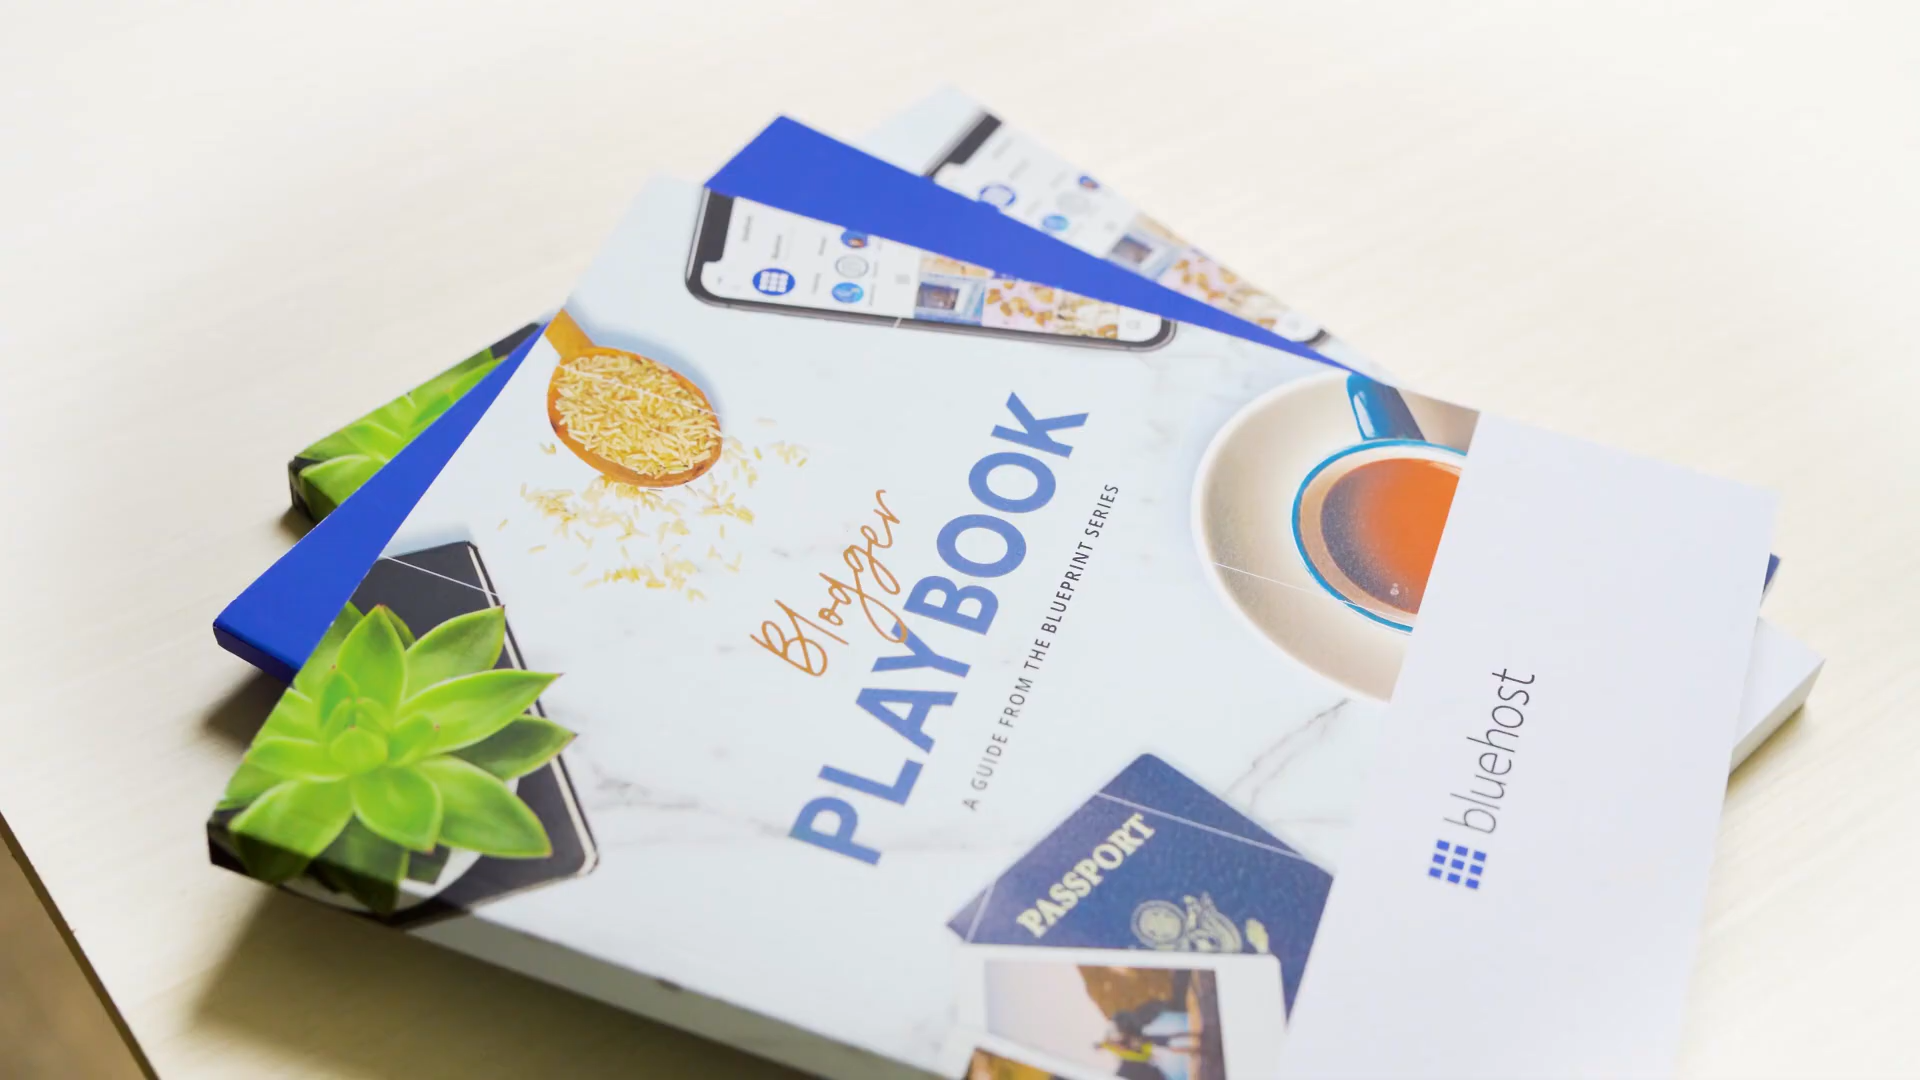 Blogger
PLAYBOOK
A GUIDE FROM THE BLUEPRINT SERIES
PASSPORT
bluehost